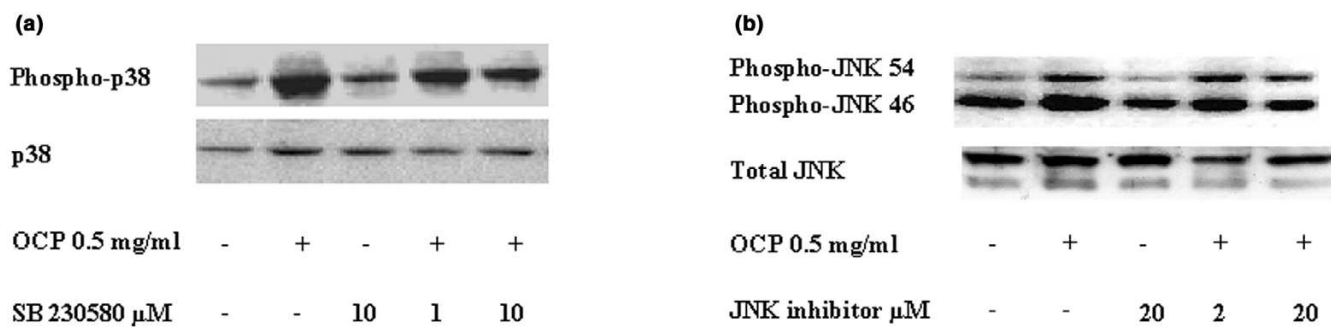 (a)
Phospho-p38
p38
OCP 0.5 mg/ml - + - + +
SB 230580 µM - - 10 1 10
(b)
Phospho-JNK 54
Phospho-JNK 46
Total JNK
OCP 0.5 mg/ml - + - + +
JNK inhibitor µM - - 20 2 20